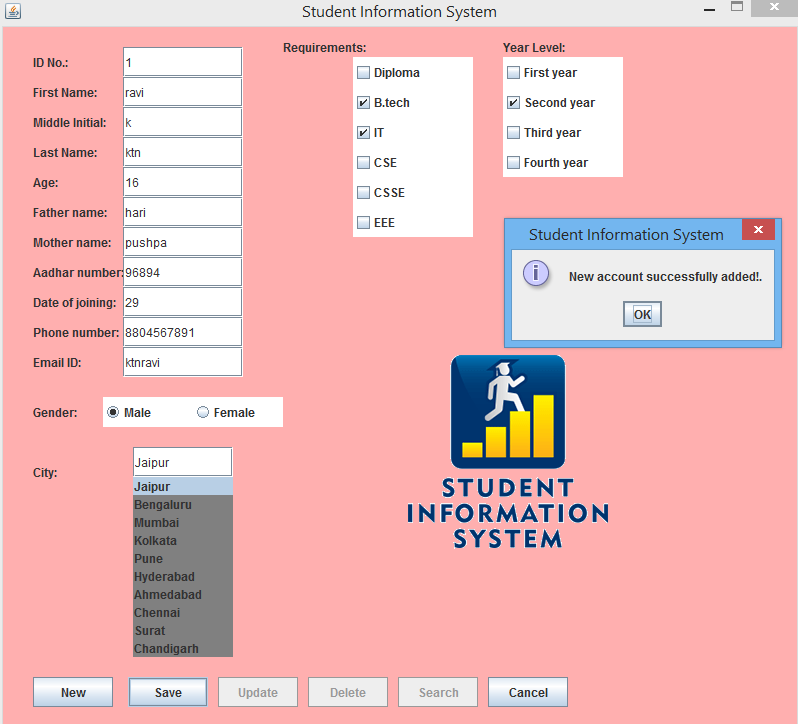 Student Information System
ID No.: 1
First Name: ravi
Middle Initial: k
Last Name: ktn
Age: 16
Father name: hari
Mother name: pushpa
Aadhar number: 96894
Date of joining: 29
Phone number: 8804567891
Email ID: ktnravi
Gender: Male Female
City: Jaipur
Jaipur
Bengaluru
Mumbai
Kolkata
Pune
Hyderabad
Ahmedabad
Chennai
Surat
Chandigarh
Requirements:
Diploma
B.tech
IT
CSE
CSSE
EEE
Year Level:
First year
Second year
Third year
Fourth year
Student Information System
New account successfully added!.
OK
STUDENT
INFORMATION
SYSTEM
New Save Update Delete Search Cancel